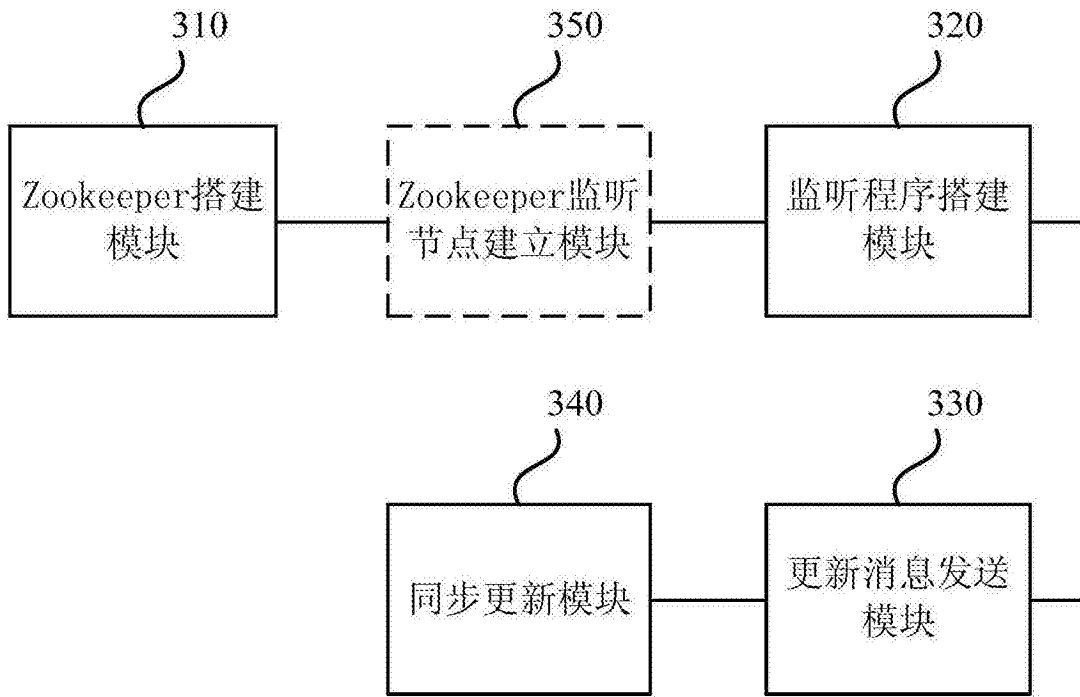 310
350
320
Zookeeper搭建
模块
Zookeeper监听
节点建立模块
监听程序搭建
模块
340
330
同步更新模块
更新消息发送
模块